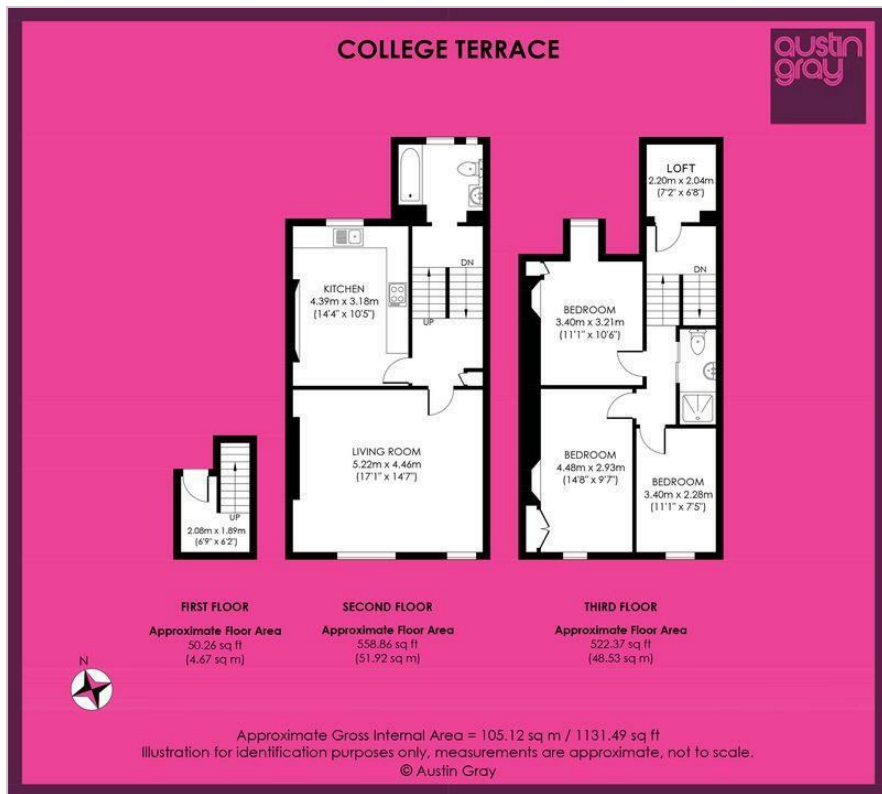 COLLEGE TERRACE
austin
gray
LOFT
2.20m x 2.04m
(7'2" x 6'8")
DN
KITCHEN
4.39m x 3.18m
(14'4" x 10'5")
UP
DN
BEDROOM
3.40m x 3.21m
(11'1" x 10'6")
LIVING ROOM
5.22m x 4.46m
(17'1" x 14'7")
BEDROOM
4.48m x 2.93m
(14'8" x 9'7")
BEDROOM
3.40m x 2.28m
(11'1" x 7'5")
UP
2.08m x 1.89m
(6'9" x 6'2")
FIRST FLOOR
Approximate Floor Area
50.26 sq ft
(4.67 sq m)
SECOND FLOOR
Approximate Floor Area
558.86 sq ft
(51.92 sq m)
THIRD FLOOR
Approximate Floor Area
522.37 sq ft
(48.53 sq m)
N
Approximate Gross Internal Area = 105.12 sq m / 1131.49 sq ft
Illustration for identification purposes only, measurements are approximate, not to scale.
© Austin Gray